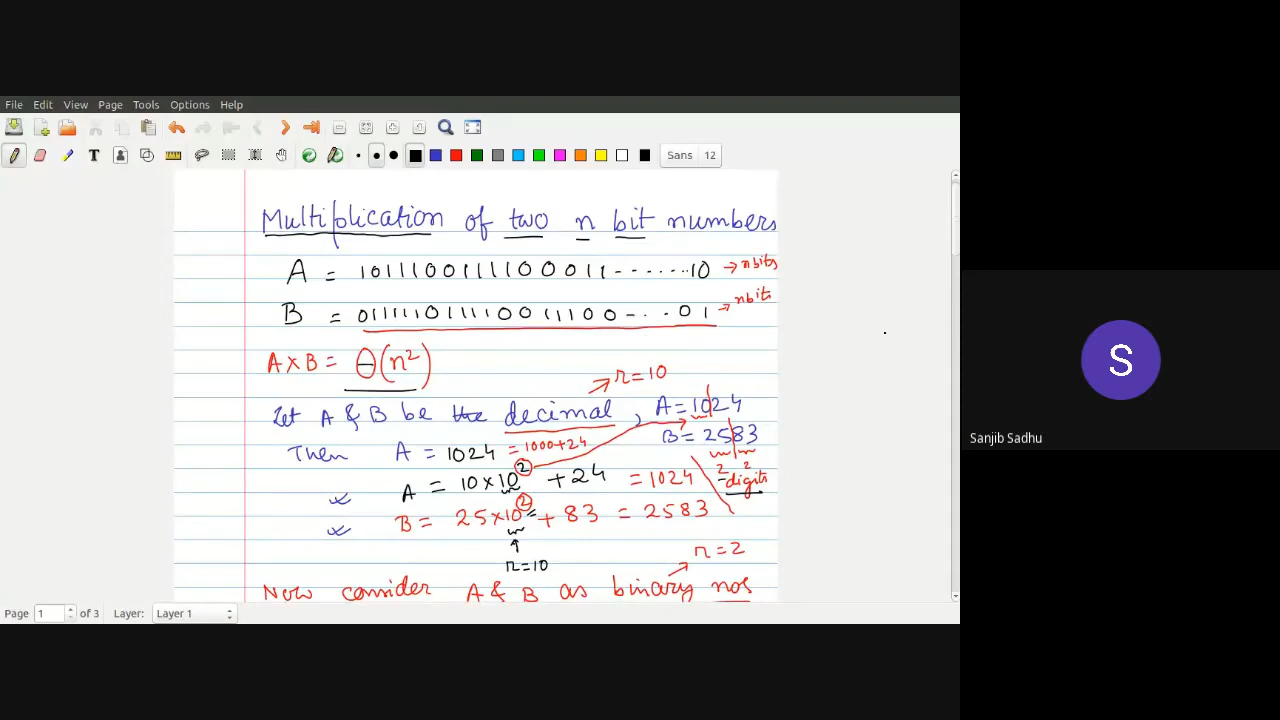 File Edit View Page Tools Options Help
Sans 12
Multiplication of two n bit numbers
A = 1011100111100011-------10 → n bits
B = 011111011110011100-...01 → n bits
A×B = Θ(n²)
→ r=10
Let A & B be the decimal, A=1024
B = 2583
Then A = 1024 = 1000+24
2 2
A = 10×10² +24 = 1024 -digits
B = 25×10² + 83 = 2583
↑
r=10
r=2
Now consider A & B as binary nos
Page 1 of 3 Layer: Layer 1
S
Sanjib Sadhu